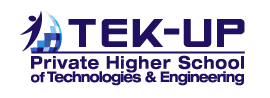 TEK-UP
Private Higher School
of Technologies & Engineering